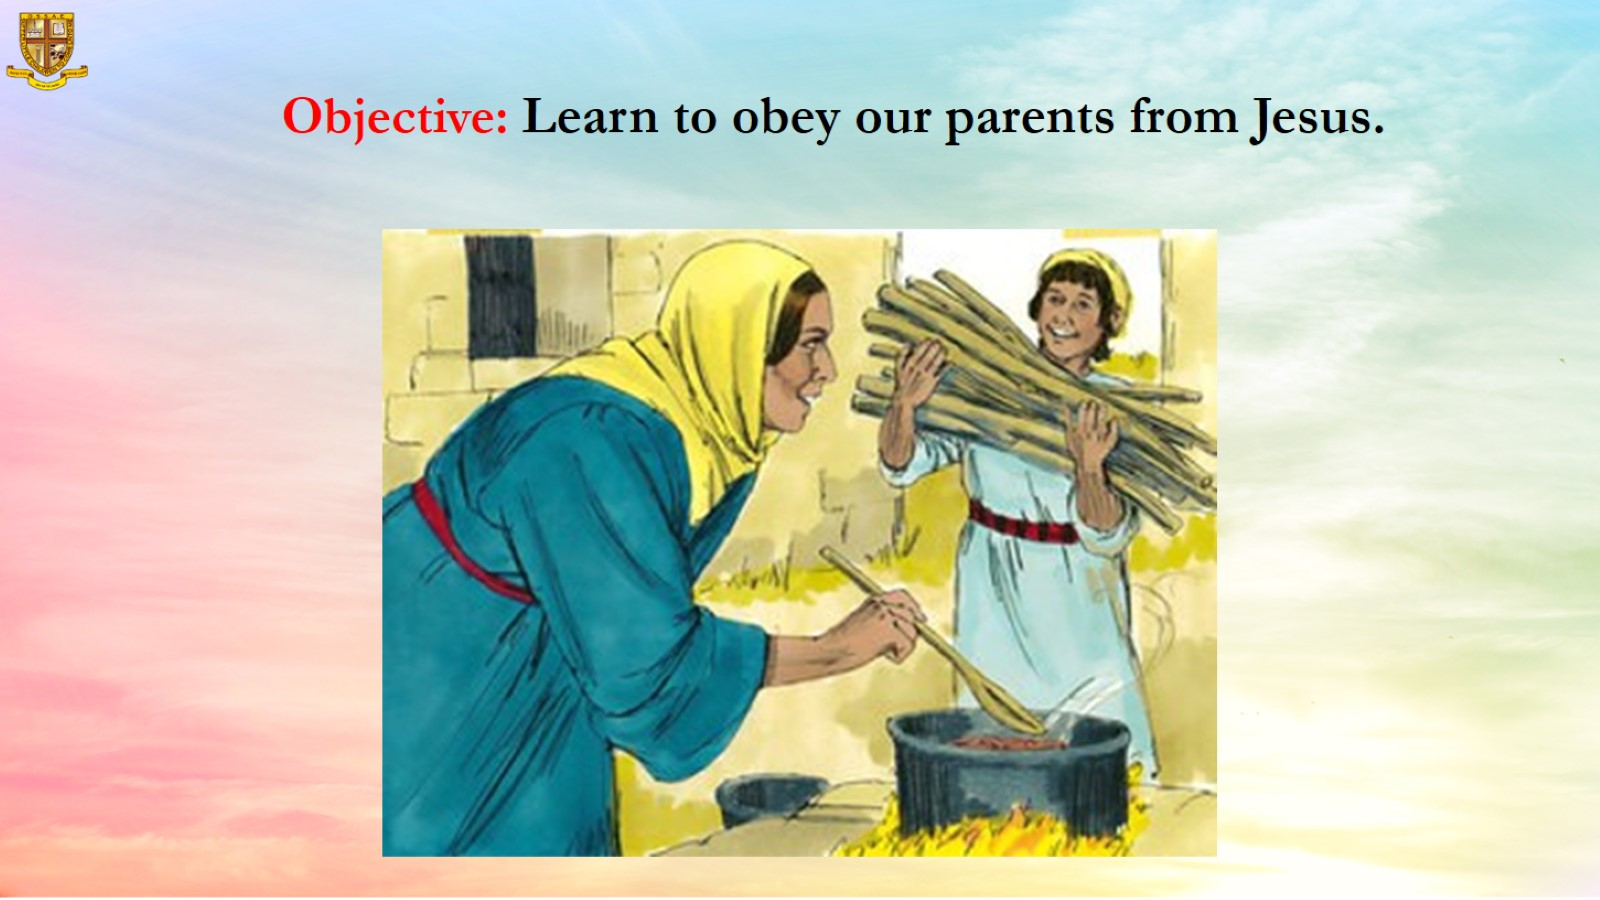 O.S.S.A.E.
Objective: Learn to obey our parents from Jesus.